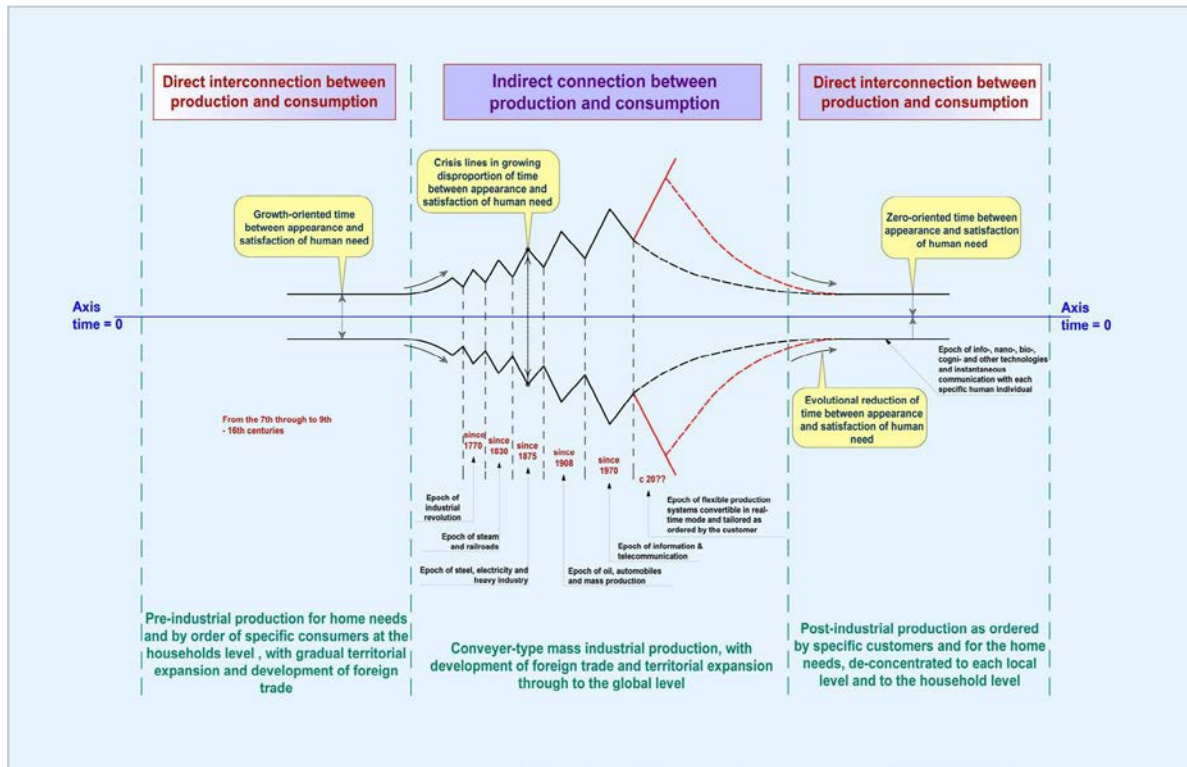 Direct interconnection between
production and consumption
Indirect connection between
production and consumption
Direct interconnection between
production and consumption
Crisis lines in growing
disproportion of time
between appearance and
satisfaction of human need
Growth-oriented time
between appearance and
satisfaction of human need
Zero-oriented time between
appearance and satisfaction
of human need
Axis
time = 0
Axis
time = 0
Epoch of info-, nano-, bio-,
cogni- and other technologies
and instantaneous
communication with each
specific human individual
Evolutional reduction of
time between appearance
and satisfaction of human
need
From the 7th through to 9th
- 16th centuries
since
1770
since
1830
since
1875
since
1908
since
1970
c 20??
Epoch of
industrial
revolution
Epoch of steam
and railroads
Epoch of steel, electricity and
heavy industry
Epoch of oil, automobiles
and mass production
Epoch of information &
telecommunication
Epoch of flexible production
systems convertible in real-
time mode and tailored as
ordered by the customer
Pre-industrial production for home needs
and by order of specific consumers at the
households level , with gradual territorial
expansion and development of foreign
trade
Conveyer-type mass industrial production, with
development of foreign trade and territorial expansion
through to the global level
Post-industrial production as ordered
by specific customers and for the home
needs, de-concentrated to each local
level and to the household level